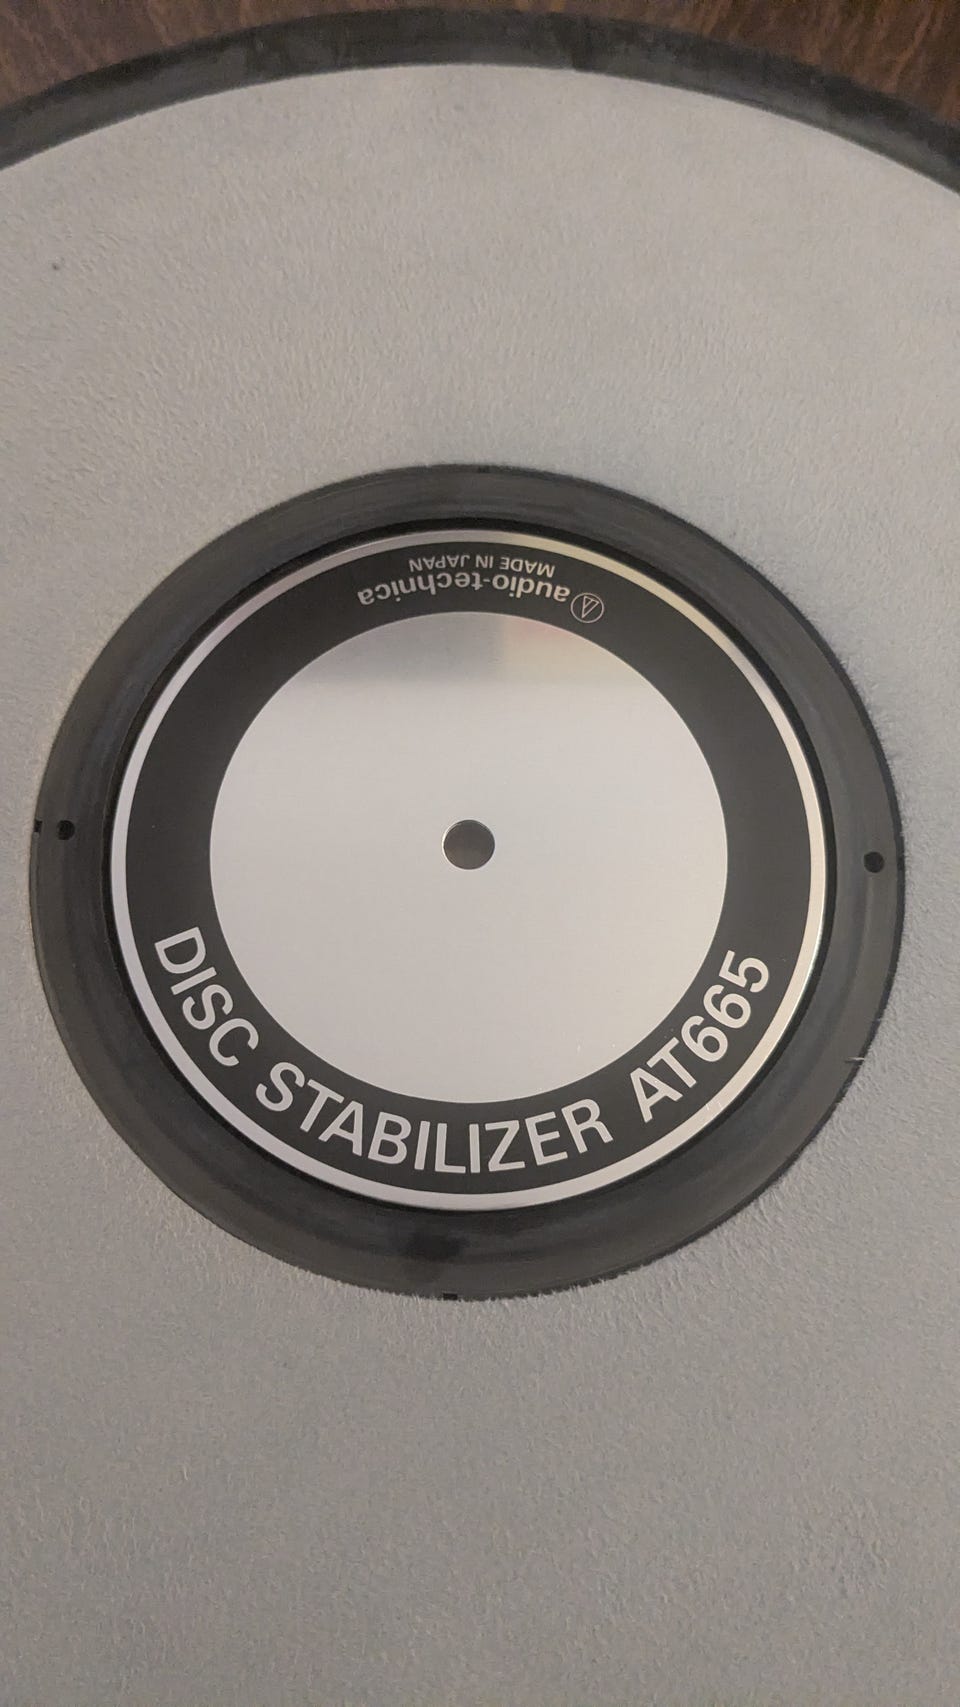 audio-technica
MADE IN JAPAN
DISC STABILIZER AT665